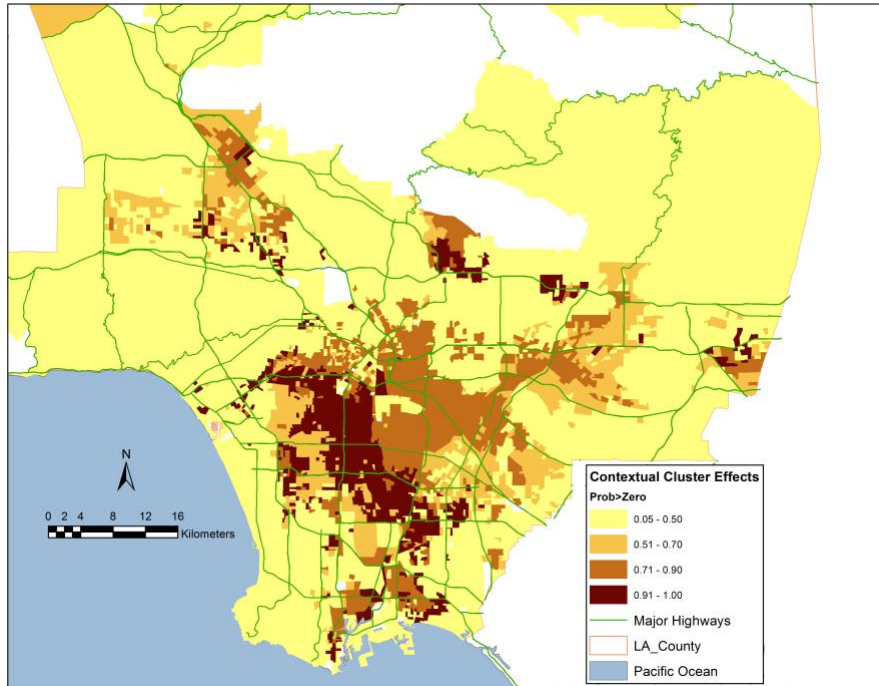 N
0 2 4 8 12 16
Kilometers
Contextual Cluster Effects
Prob>Zero
0.05 - 0.50
0.51 - 0.70
0.71 - 0.90
0.91 - 1.00
Major Highways
LA_County
Pacific Ocean